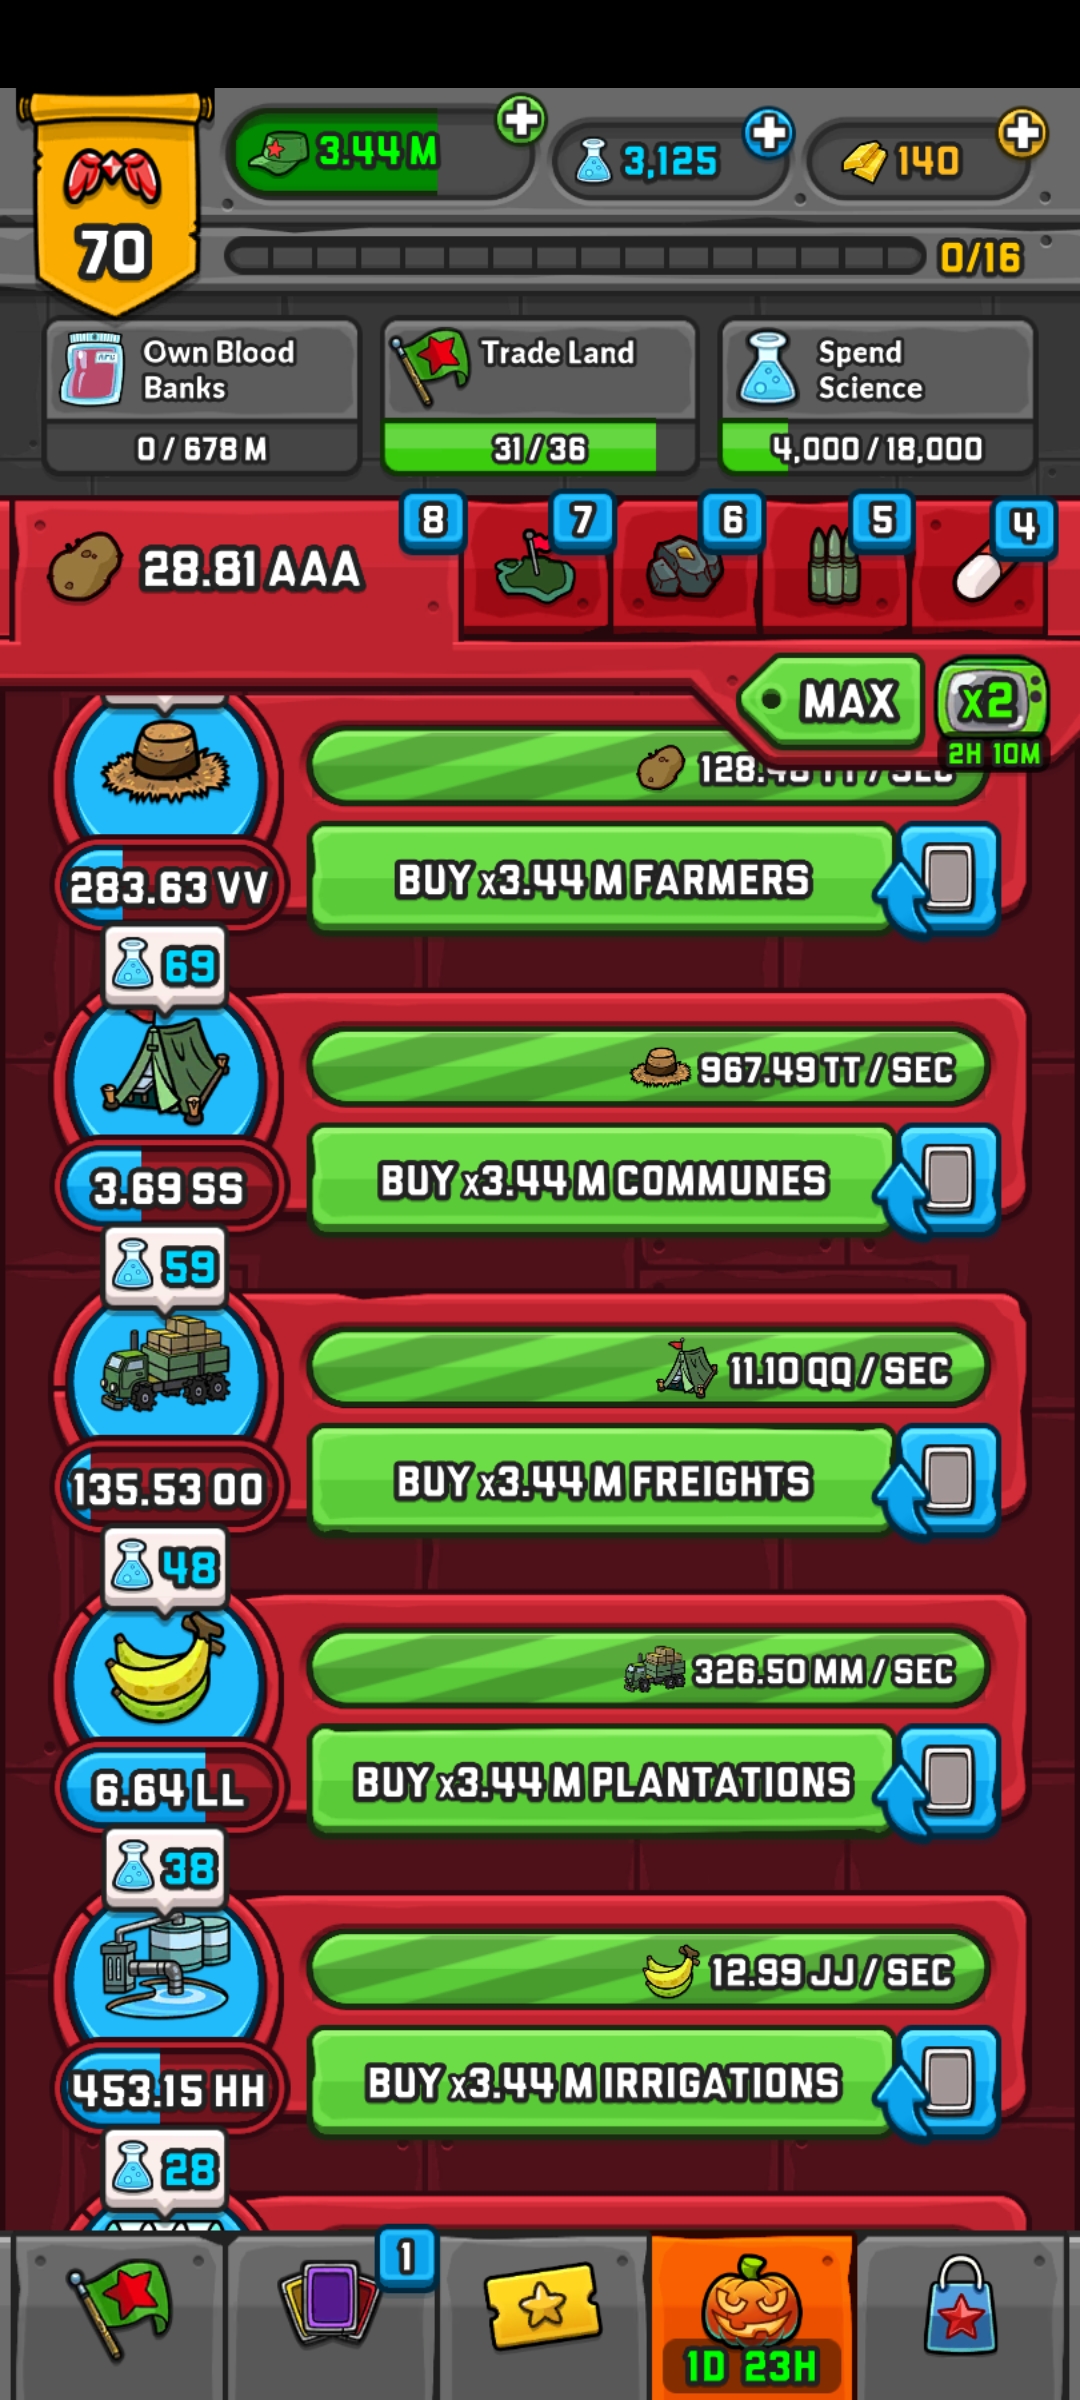 3.44 M
3,125
140
70
0/16
Own Blood
Banks
0 / 678 M
Trade Land
31 / 36
Spend
Science
4,000 / 18,000
28.81 AAA
8
7
6
5
4
MAX
x2
2H 10M
/ SEC
283.63 VV
BUY x3.44 M FARMERS
69
967.49 TT / SEC
3.69 SS
BUY x3.44 M COMMUNES
59
11.10 QQ / SEC
135.53 OO
BUY x3.44 M FREIGHTS
48
326.50 MM / SEC
6.64 LL
BUY x3.44 M PLANTATIONS
38
12.99 JJ / SEC
453.15 HH
BUY x3.44 M IRRIGATIONS
28
1
1D 23H